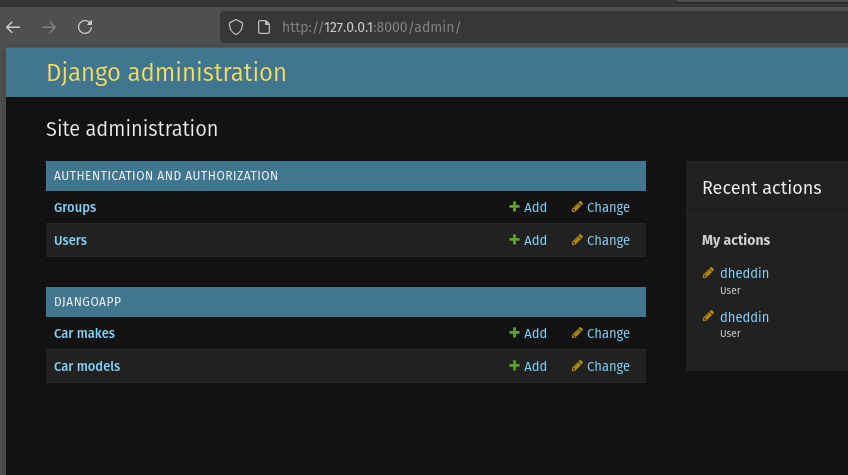 http://127.0.0.1:8000/admin/
Django administration
Site administration
AUTHENTICATION AND AUTHORIZATION
Groups Add Change
Users Add Change
DJANGOAPP
Car makes Add Change
Car models Add Change
Recent actions
My actions
dheddin
User
dheddin
User